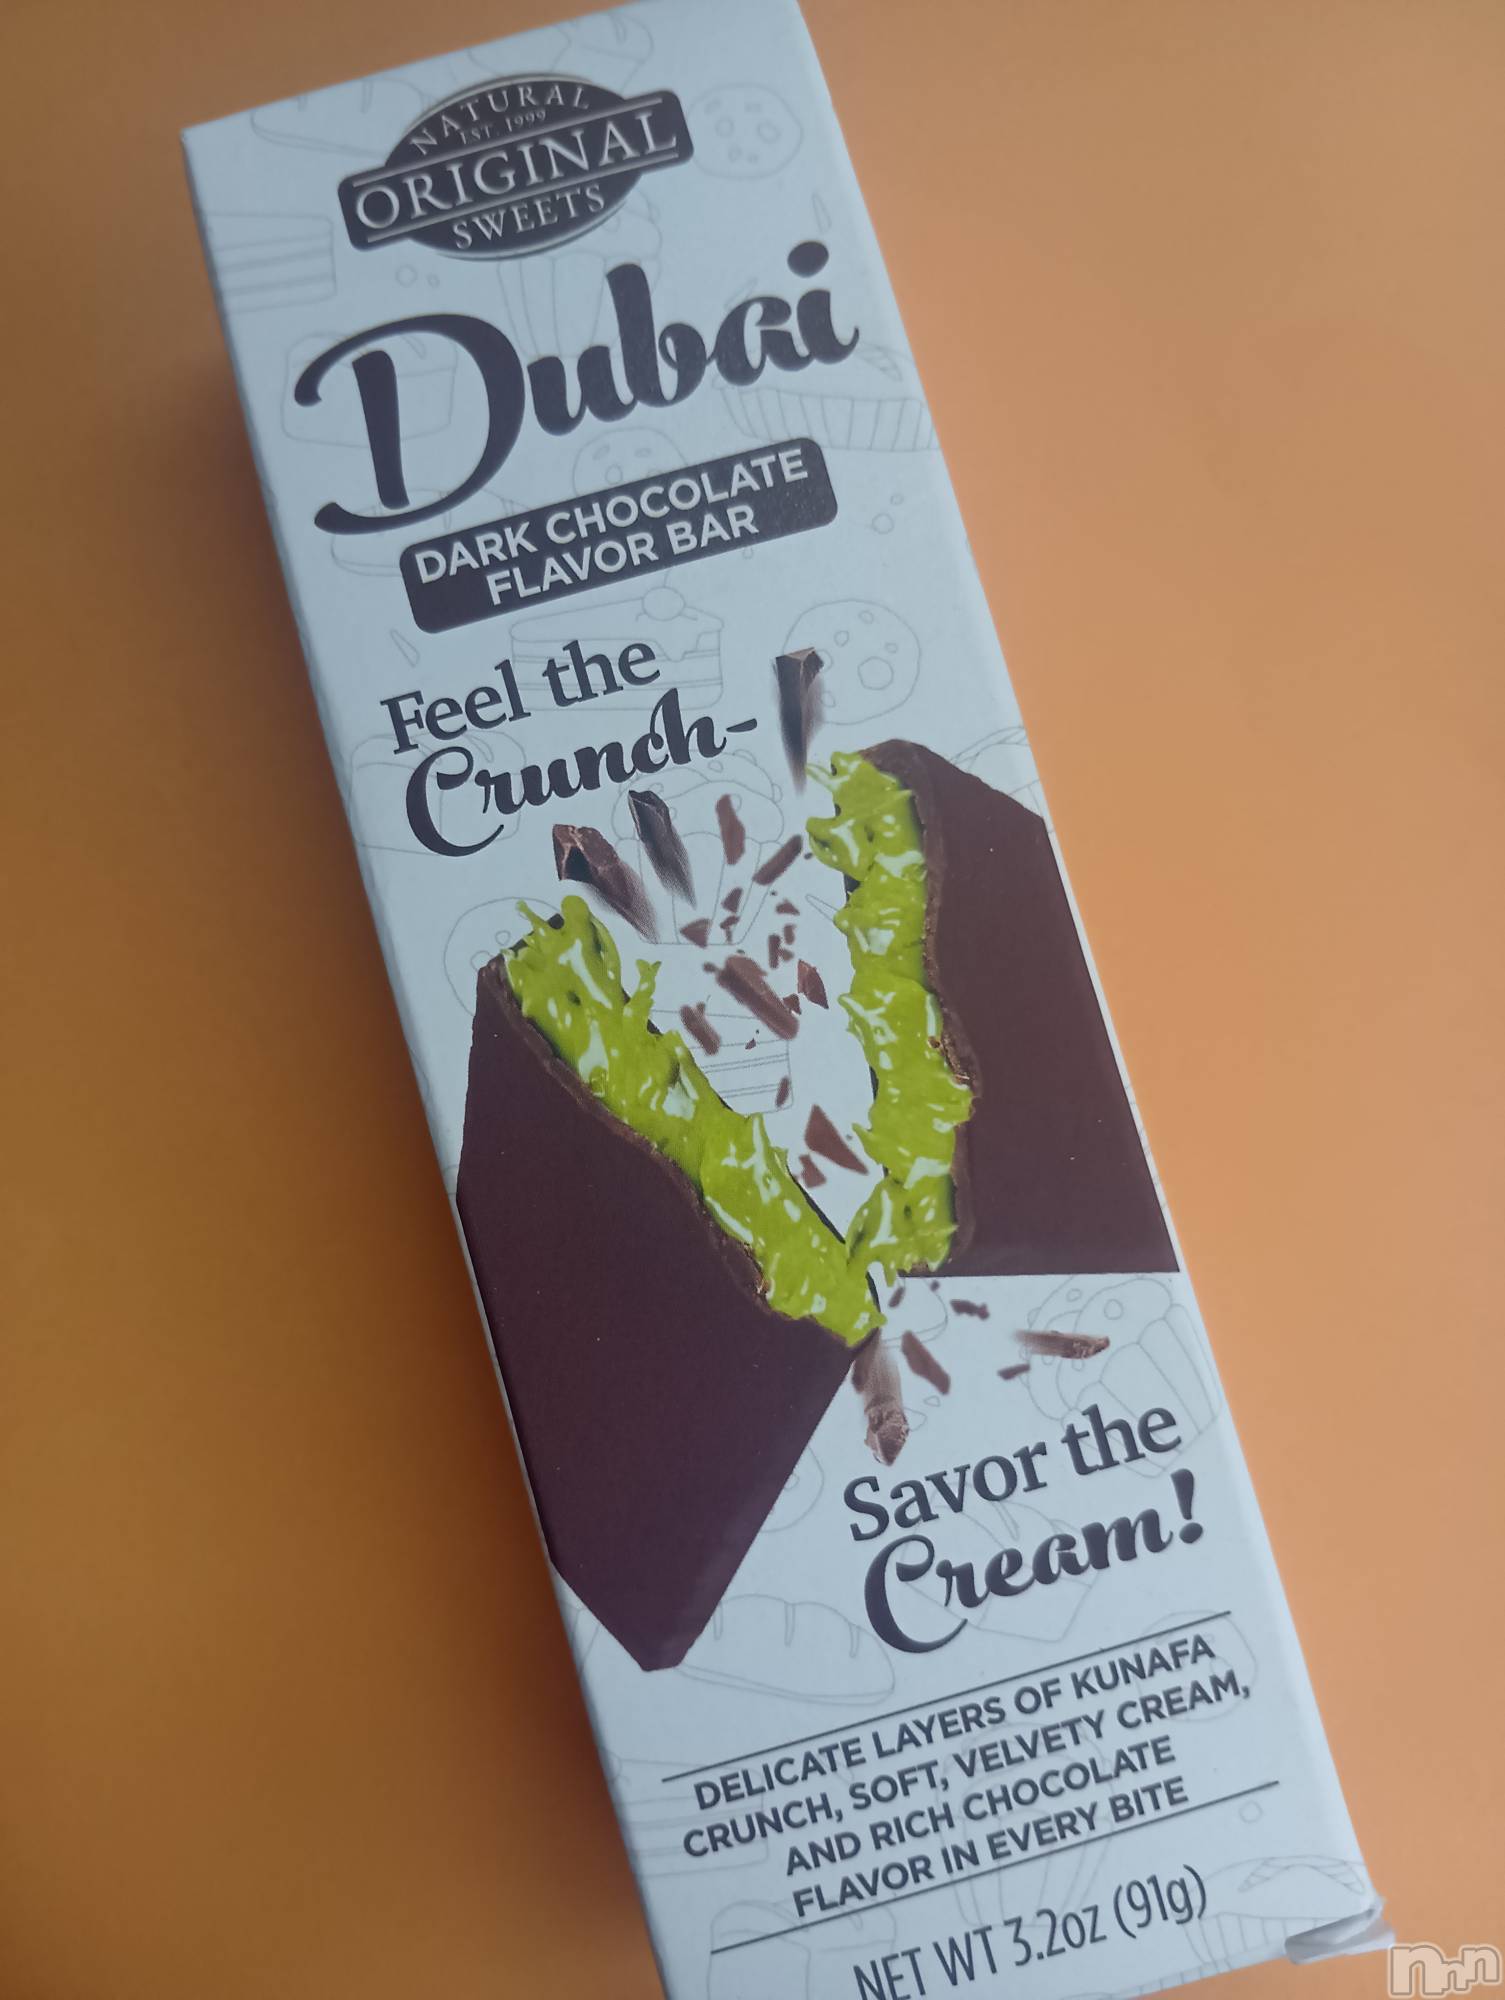 NATURAL
EST. 1999
ORIGINAL
SWEETS
Dubai
DARK CHOCOLATE
FLAVOR BAR
Feel the
Crunch-
Savor the
Cream!
DELICATE LAYERS OF KUNAFA
CRUNCH, SOFT, VELVETY CREAM,
AND RICH CHOCOLATE
FLAVOR IN EVERY BITE
NET WT 3.2oz (91g)
nnn